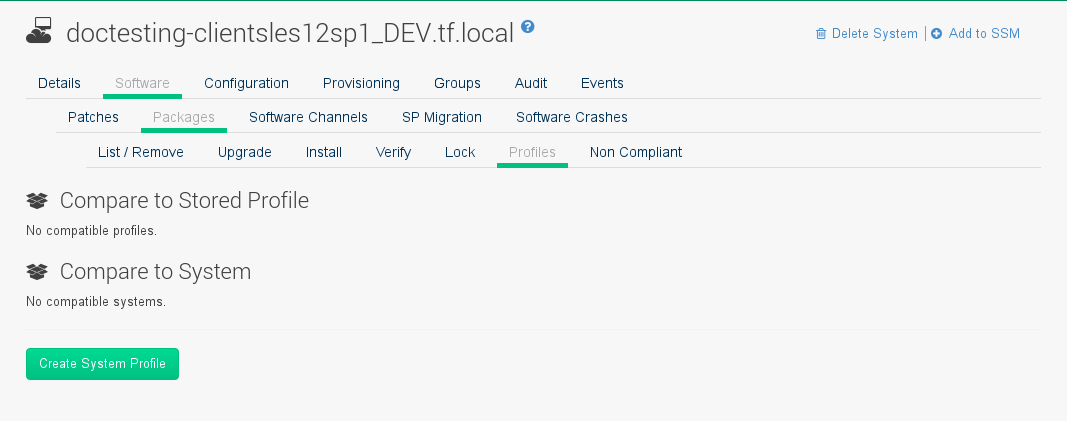 doctesting-clientsles12sp1_DEV.tf.local ?
Delete System | Add to SSM
Details Software Configuration Provisioning Groups Audit Events
Patches Packages Software Channels SP Migration Software Crashes
List / Remove Upgrade Install Verify Lock Profiles Non Compliant
Compare to Stored Profile
No compatible profiles.
Compare to System
No compatible systems.
Create System Profile